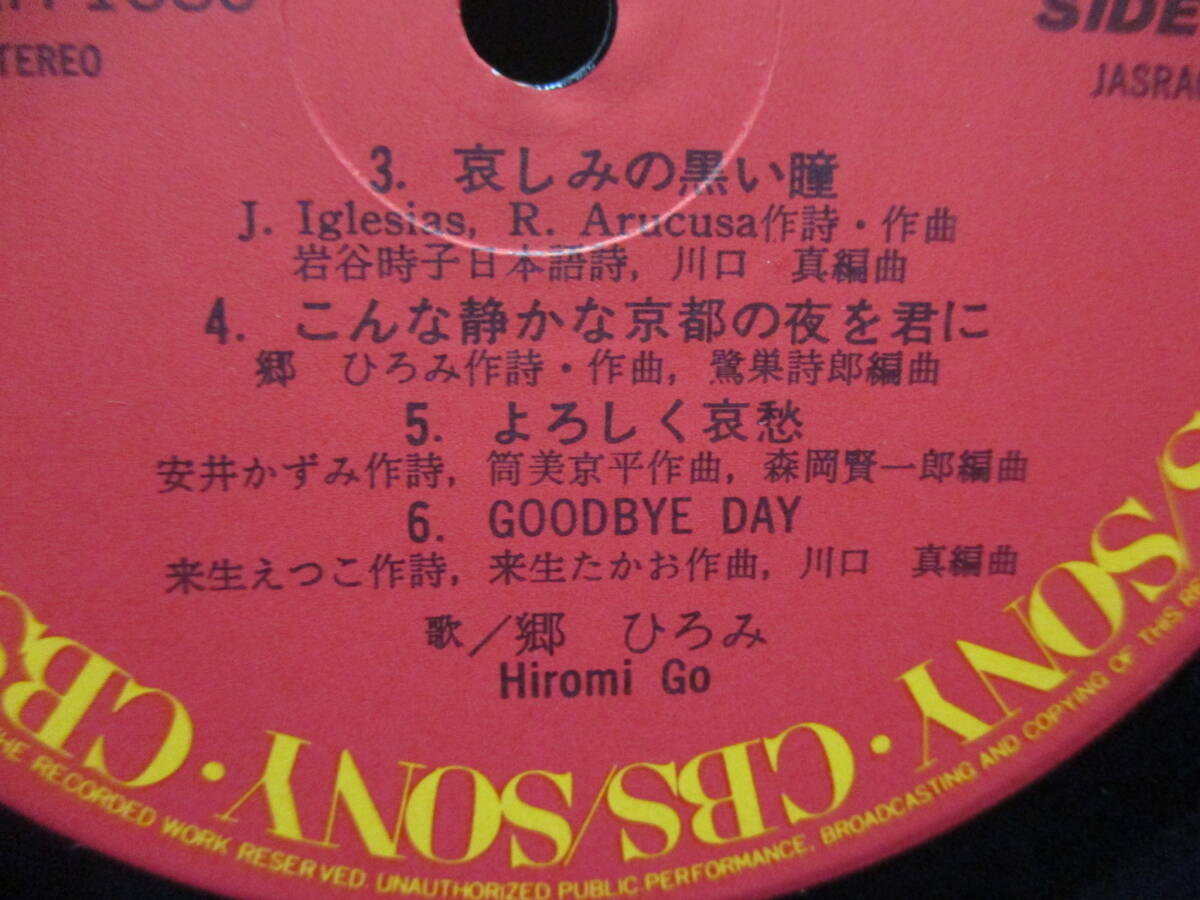 STEREO
SIDE
JASRAC
3. 哀しみの黒い瞳
J. Iglesias, R. Arucusa作詩・作曲
岩谷時子日本語詩, 川口 真編曲
4. こんな静かな京都の夜を君に
郷 ひろみ作詩・作曲, 鷺巣詩郎編曲
5. よろしく哀愁
安井かずみ作詩, 筒美京平作曲, 森岡賢一郎編曲
6. GOODBYE DAY
来生えつこ作詩, 来生たかお作曲, 川口 真編曲
歌／郷 ひろみ
Hiromi Go
CBS・CBS/SONY・CBS/SONY
THE RECORDED WORK RESERVED. UNAUTHORIZED PUBLIC PERFORMANCE, BROADCASTING AND COPYING OF THIS